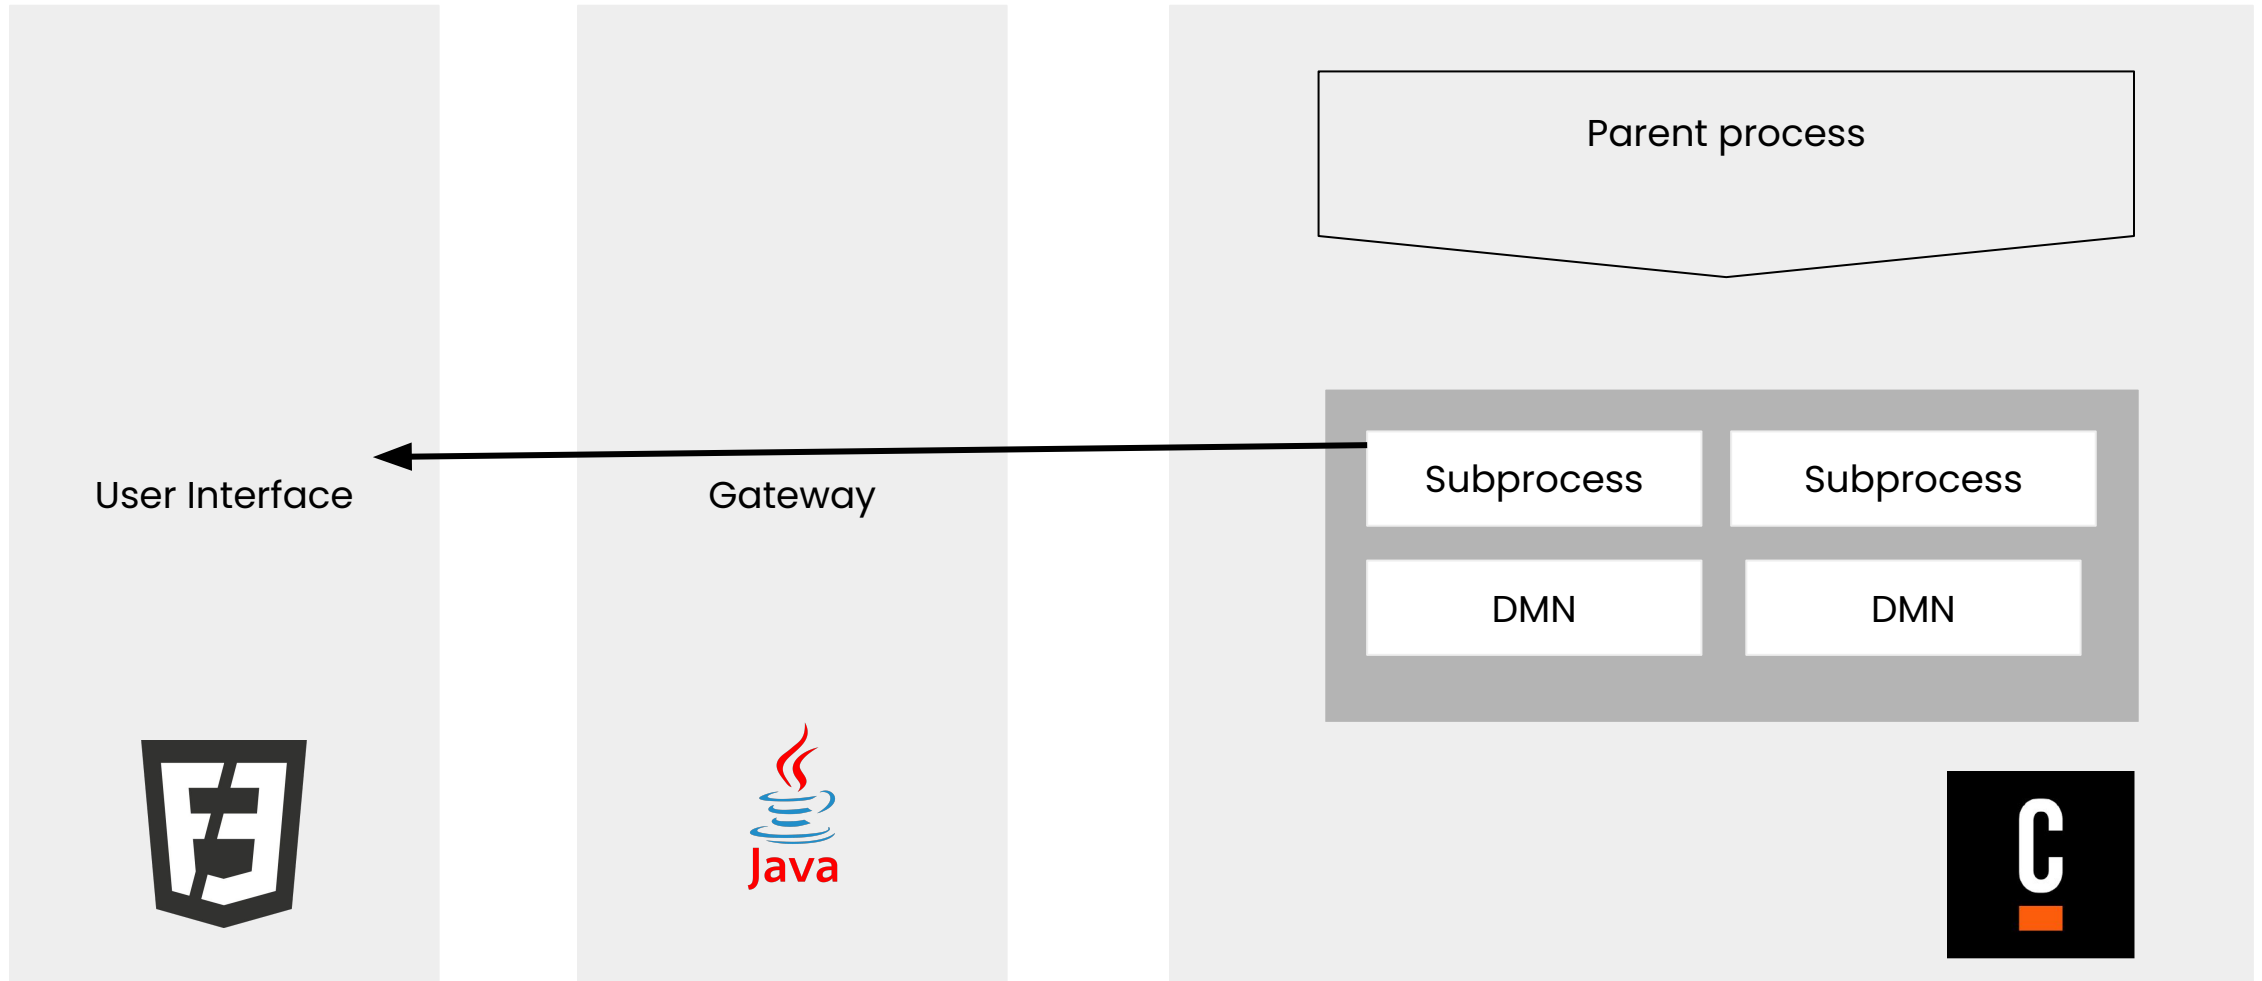 Parent process
Subprocess
Subprocess
User Interface
Gateway
DMN
DMN
Java
C